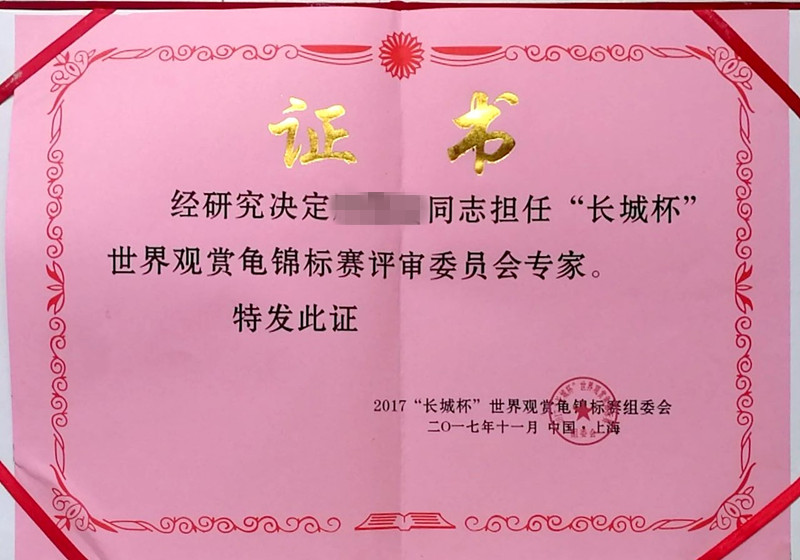 证书
经研究决定 同志担任“长城杯”
世界观赏龟锦标赛评审委员会专家。
特发此证
2017“长城杯”世界观赏龟锦标赛组委会
二〇一七年十一月 中国·上海
组委会